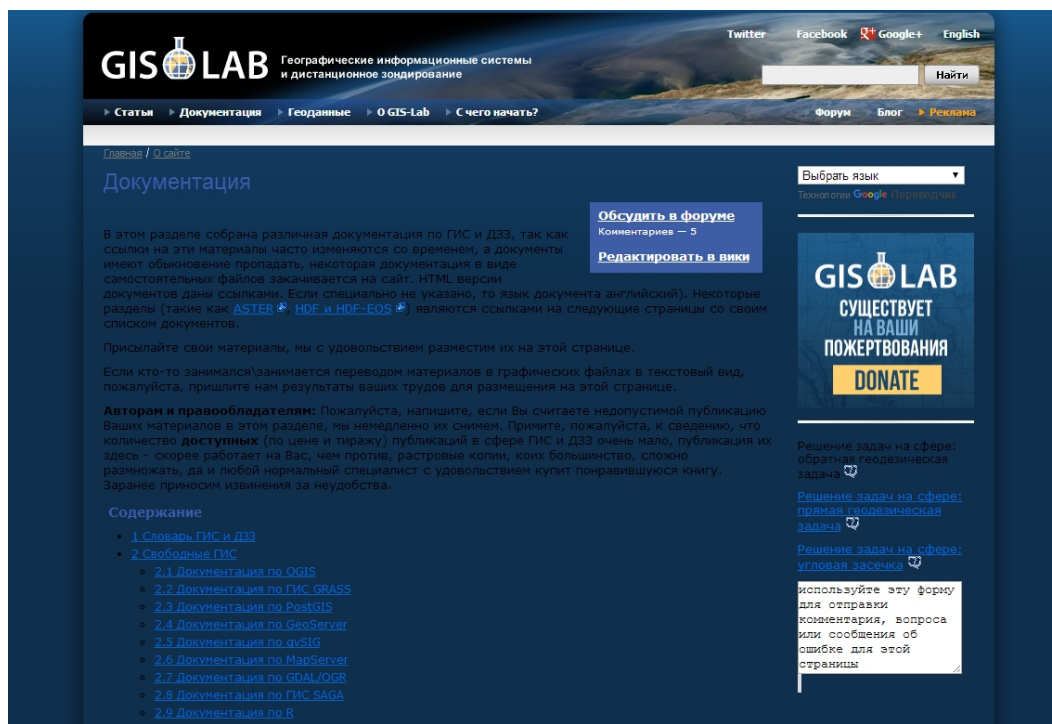 Twitter Facebook Google+ English
GIS LAB
Географические информационные системы
и дистанционное зондирование
Найти
Статьи Документация Геоданные О GIS-Lab С чего начать?
Форум Блог Реклама
Главная / О сайте
Документация
Обсудить в форуме
Комментариев — 5
Редактировать в вики
В этом разделе собрана различная документация по ГИС и ДЗЗ, так как
ссылки на эти материалы часто изменяются со временем, а документы
имеют обыкновение пропадать, некоторая документация в виде
самостоятельных файлов закачивается на сайт. HTML версии
документов даны ссылками. Если специально не указано, то язык документа английский). Некоторые
разделы (такие как ASTER, HDF и HDF-EOS) являются ссылками на следующие страницы со своим
списком документов.
Присылайте свои материалы, мы с удовольствием разместим их на этой странице.
Если кто-то занимался\занимается переводом материалов в графических файлах в текстовый вид,
пожалуйста, пришлите нам результаты ваших трудов для размещения на этой странице.
Авторам и правообладателям: Пожалуйста, напишите, если Вы считаете недопустимой публикацию
Ваших материалов в этом разделе, мы немедленно их снимем. Примите, пожалуйста, к сведению, что
количество доступных (по цене и тиражу) публикаций в сфере ГИС и ДЗЗ очень мало, публикация их
здесь - скорее работает на Вас, чем против, растровые копии, коих большинство, сложно
размножать, да и любой нормальный специалист с удовольствием купит понравившуюся книгу.
Заранее приносим извинения за неудобства.
Содержание
1 Словарь ГИС и ДЗЗ
2 Свободные ГИС
2.1 Документация по QGIS
2.2 Документация по ГИС GRASS
2.3 Документация по PostGIS
2.4 Документация по GeoServer
2.5 Документация по gvSIG
2.6 Документация по MapServer
2.7 Документация по GDAL/OGR
2.8 Документация по ГИС SAGA
2.9 Документация по R
Выбрать язык
Технологии Google Переводчик
GIS LAB
СУЩЕСТВУЕТ
НА ВАШИ
ПОЖЕРТВОВАНИЯ
DONATE
Решение задач на сфере:
обратная геодезическая
задача
Решение задач на сфере:
прямая геодезическая
задача
Решение задач на сфере:
угловая засечка
используйте эту форму
для отправки
комментария, вопроса
или сообщения об
ошибке для этой
страницы